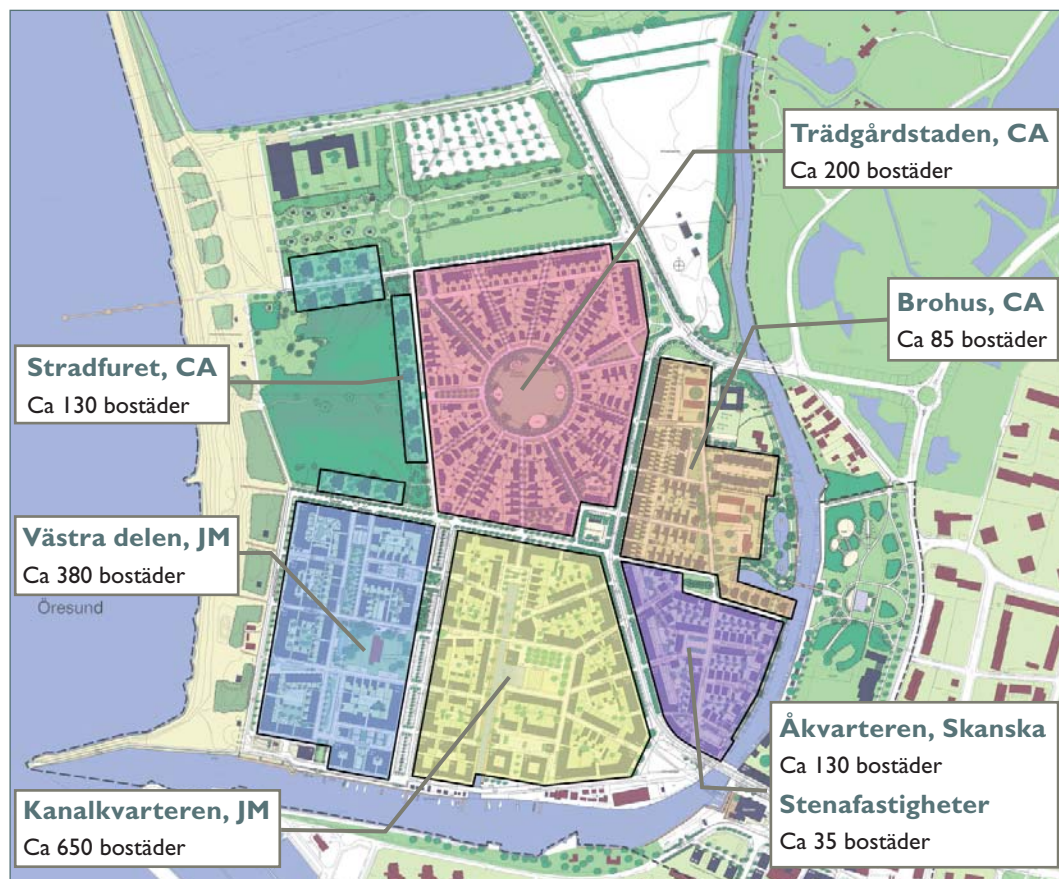 Trädgårdstaden, CA
Ca 200 bostäder
Brohus, CA
Ca 85 bostäder
Stradfuret, CA
Ca 130 bostäder
Västra delen, JM
Ca 380 bostäder
Öresund
Åkvarteren, Skanska
Ca 130 bostäder
Stenafastigheter
Ca 35 bostäder
Kanalkvarteren, JM
Ca 650 bostäder